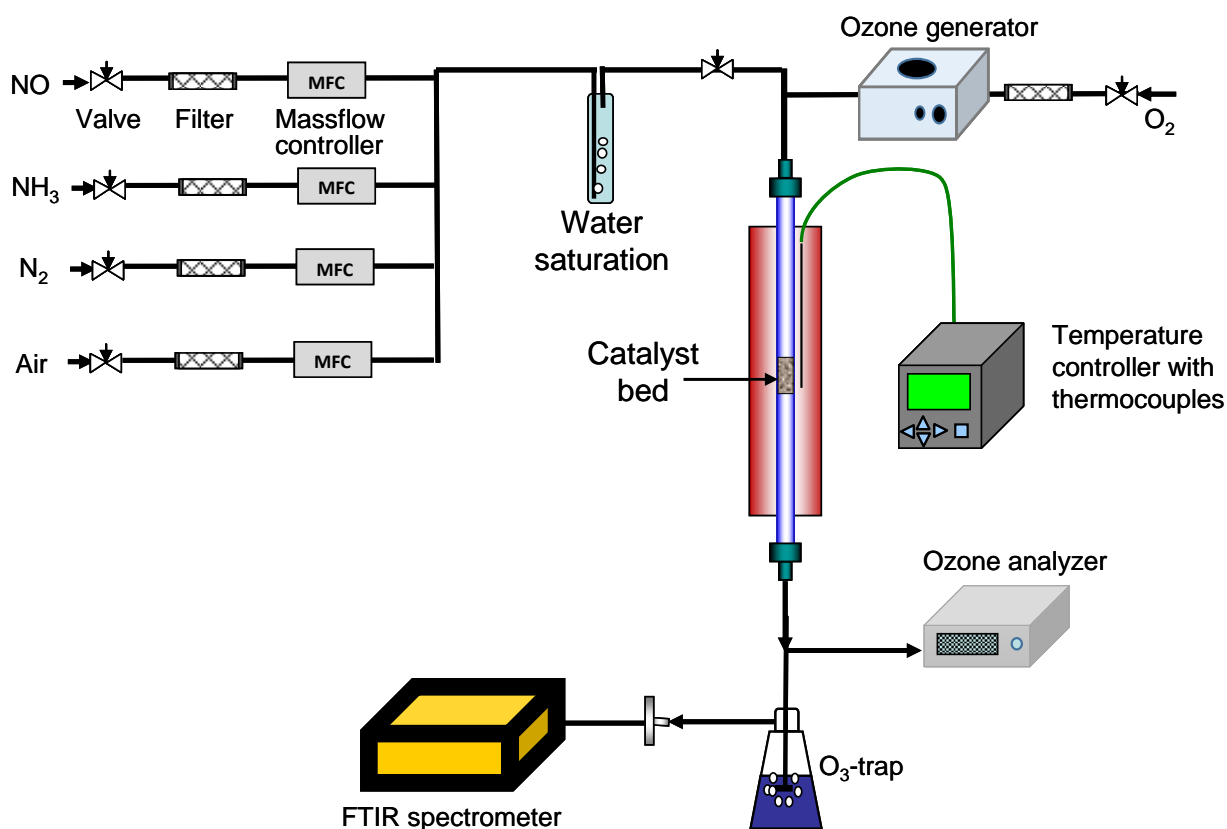 Ozone generator
NO
MFC
Valve
Filter
Massflow
controller
O₂
NH₃
MFC
Water
saturation
N₂
MFC
Air
MFC
Catalyst
bed
Temperature
controller with
thermocouples
Ozone analyzer
O₃-trap
FTIR spectrometer